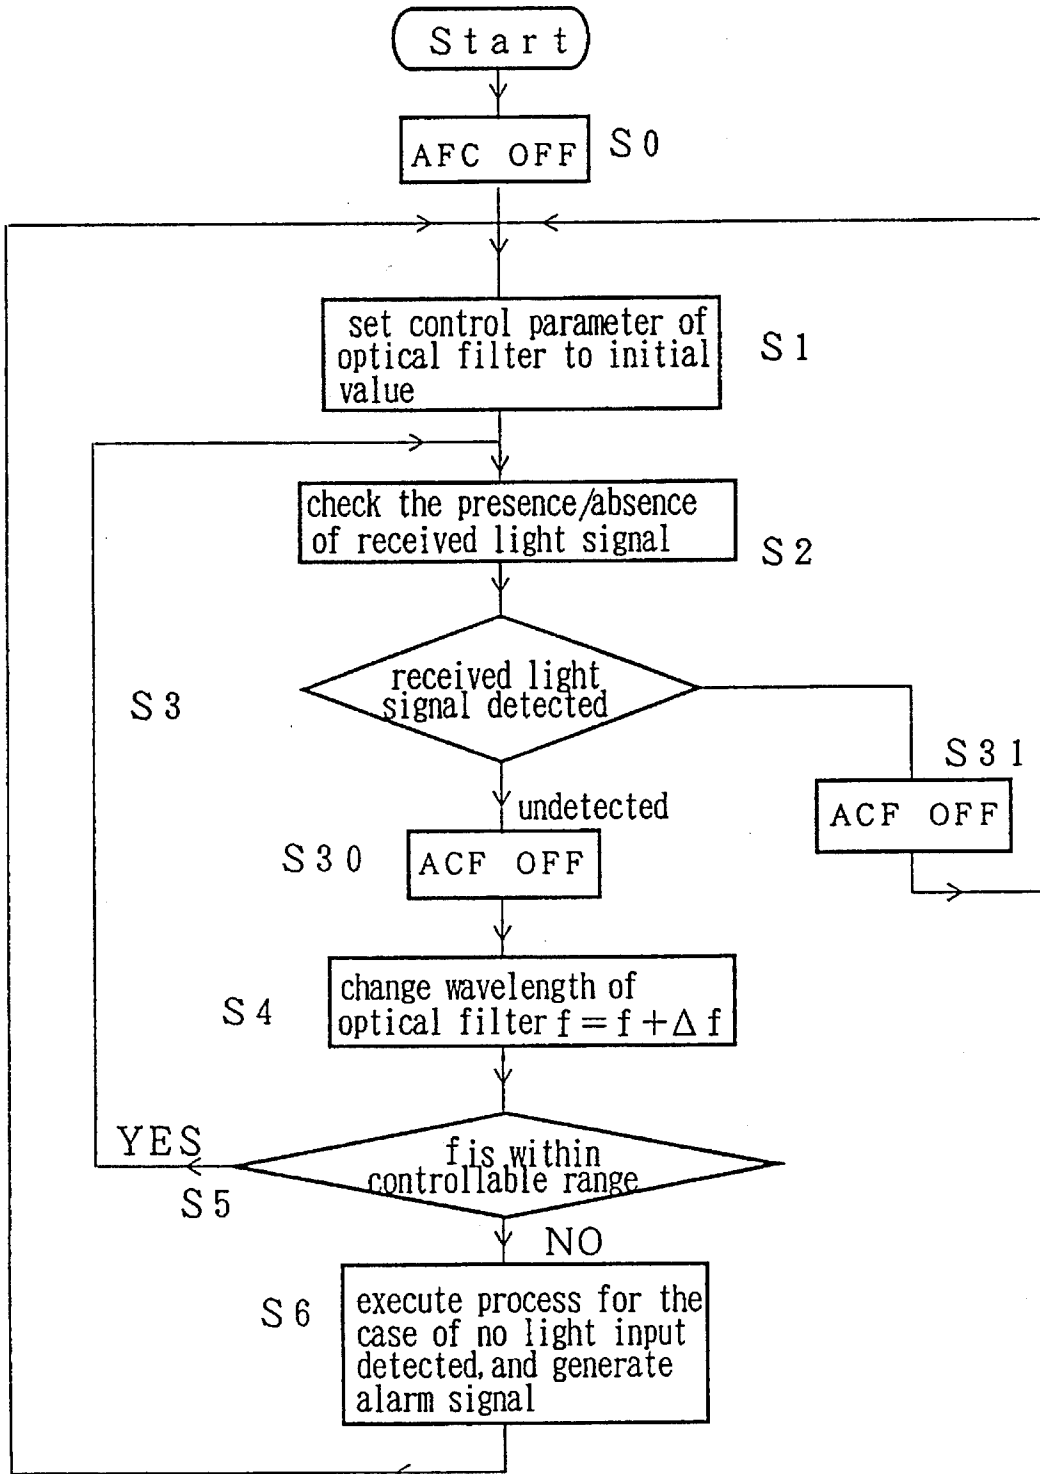 Start
AFC OFF
S0
set control parameter of
optical filter to initial
value
S1
check the presence/absence
of received light signal
S2
received light
signal detected
S3
S31
ACF OFF
undetected
S30
ACF OFF
change wavelength of
optical filter f = f + Δ f
S4
YES
f is within
controllable range
S5
NO
S6
execute process for the
case of no light input
detected, and generate
alarm signal